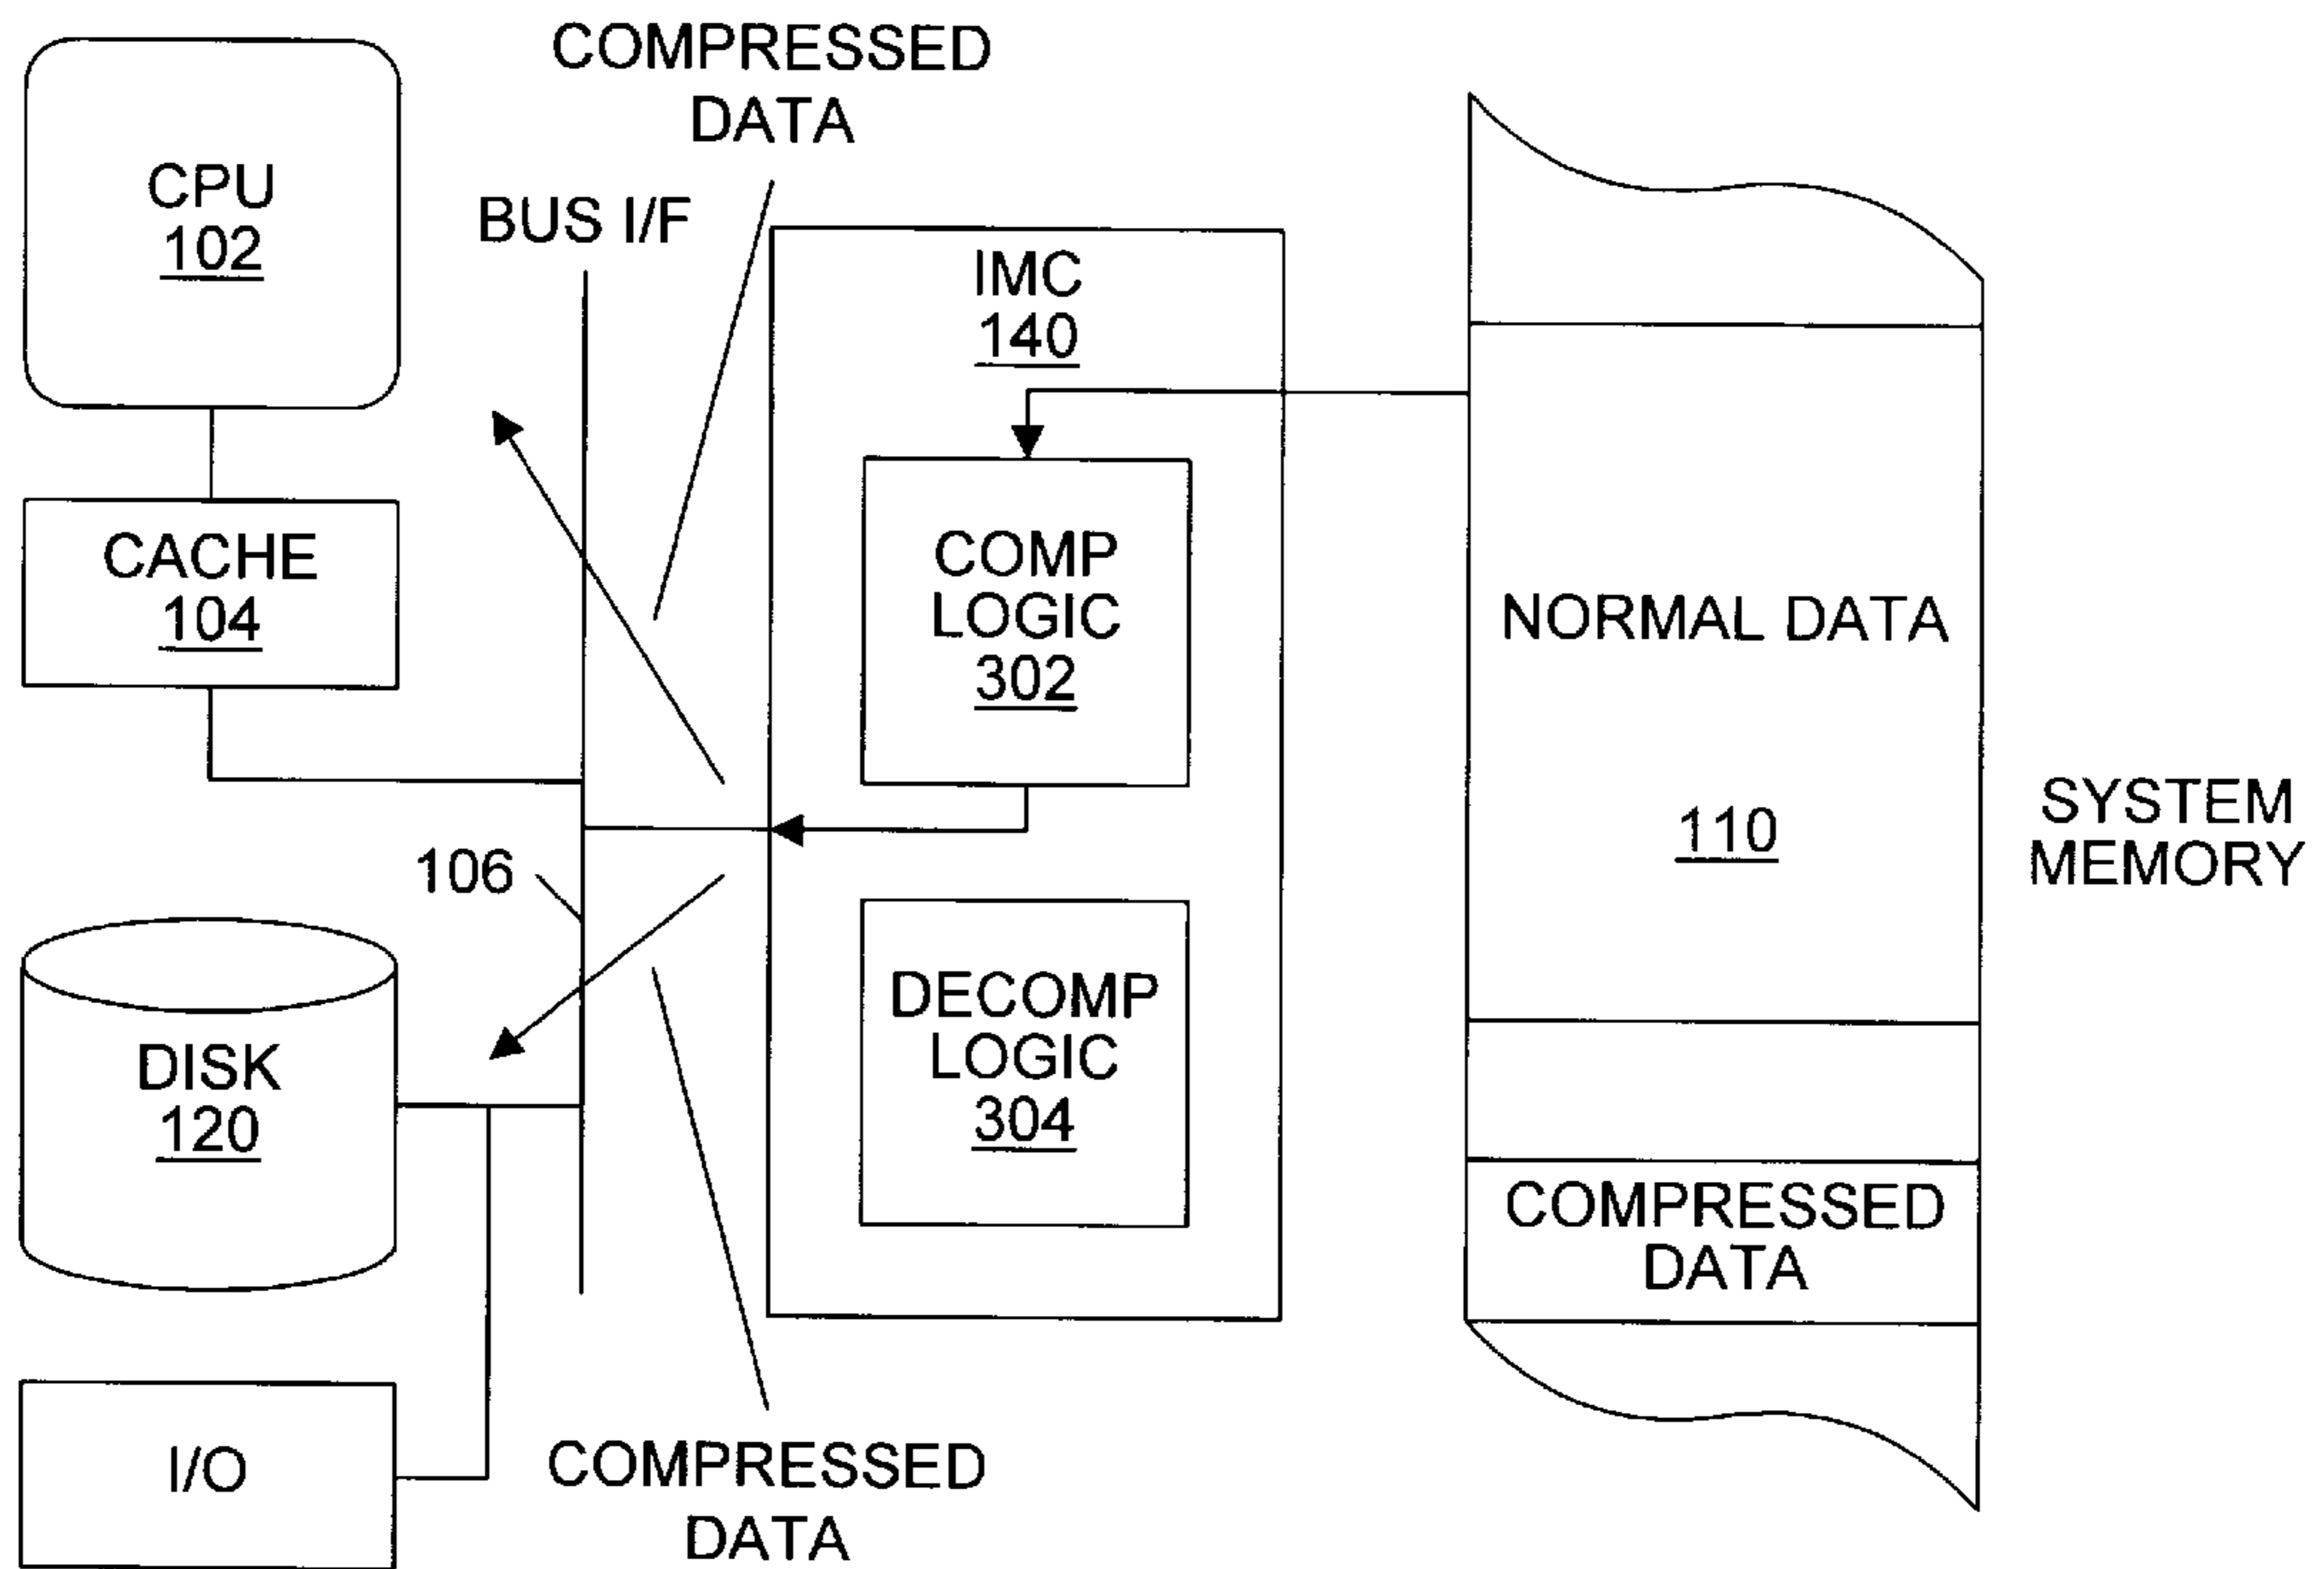 COMPRESSED
DATA
CPU
102
BUS I/F
IMC
140
CACHE
104
COMP
LOGIC
302
NORMAL DATA
110
SYSTEM
MEMORY
106
DECOMP
LOGIC
304
DISK
120
COMPRESSED
DATA
I/O
COMPRESSED
DATA